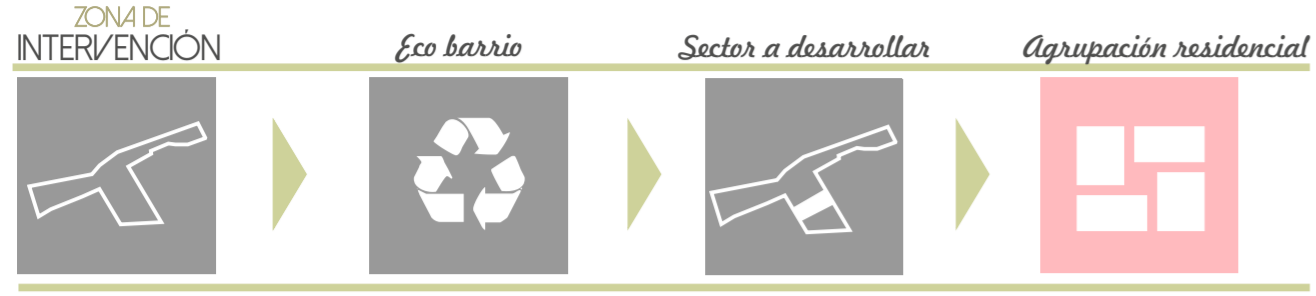 ZONA DE
INTERVENCIÓN
Eco barrio
Sector a desarrollar
Agrupación residencial